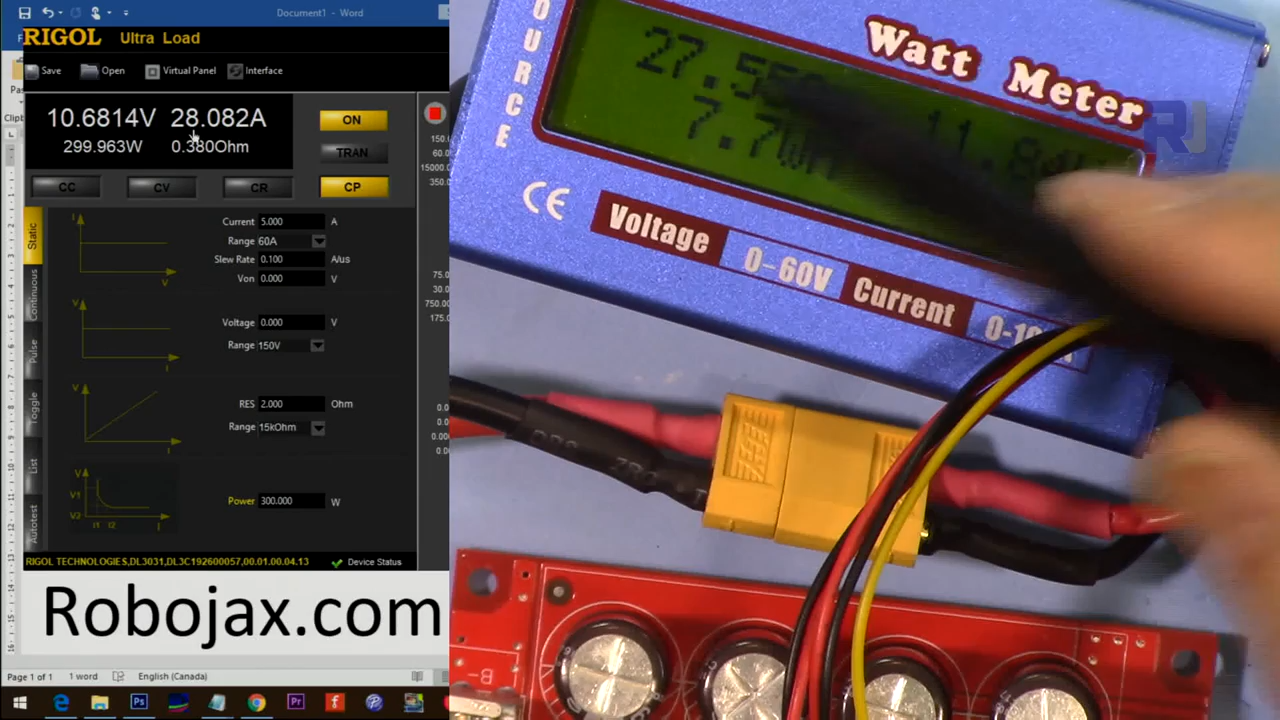 Document1 - Word
RIGOL Ultra Load
Save Open Virtual Panel Interface
10.6814V 28.082A
299.963W 0.380Ohm
ON
TRAN
CC CV CR CP
Static
Continuous
Pulse
Toggle
List
Autotest
Current 5.000 A
Range 60A
Slew Rate 0.100 A/us
Von 0.000 V
Voltage 0.000 V
Range 150V
RES 2.000 Ohm
Range 15kOhm
Power 300.000 W
RIGOL TECHNOLOGIES,DL3031,DL3C192600057,00.01.00.04.13 Device Status
Robojax.com
Page 1 of 1 1 word English (Canada)
Watt Meter
RJ
CE
Voltage 0-60V Current